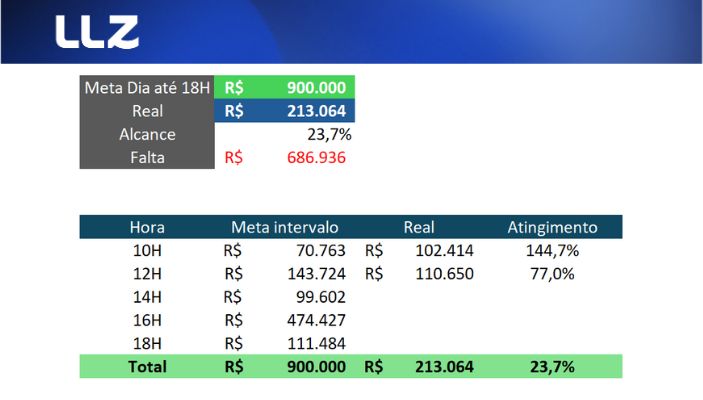 LLZ
Meta Dia até 18H R$ 900.000
Real R$ 213.064
Alcance 23,7%
Falta R$ 686.936
Hora Meta intervalo Real Atingimento
10H R$ 70.763 R$ 102.414 144,7%
12H R$ 143.724 R$ 110.650 77,0%
14H R$ 99.602
16H R$ 474.427
18H R$ 111.484
Total R$ 900.000 R$ 213.064 23,7%